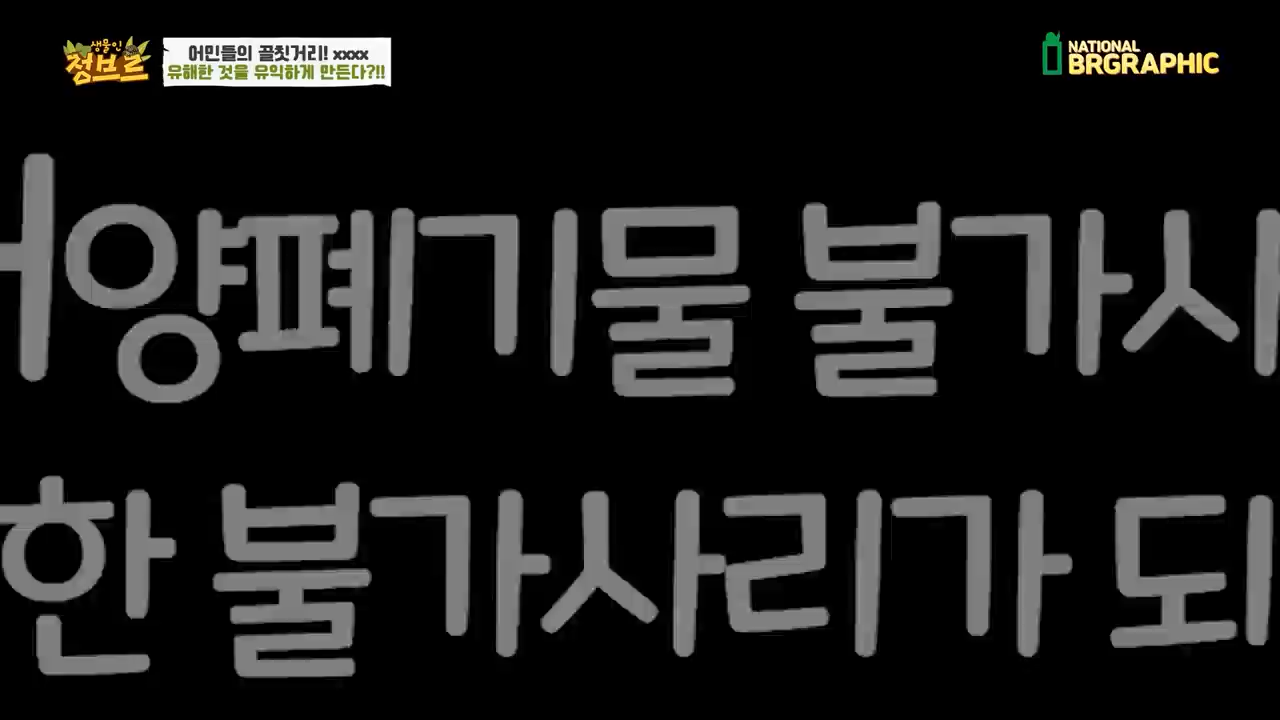 생물인
정브르
어민들의 골칫거리! xxxx
유해한 것을 유익하게 만든다?!!
NATIONAL
BRGRAPHIC
양폐기물 불가사
한 불가사리가 되